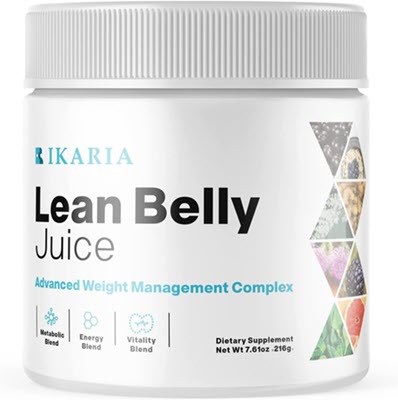 IKARIA
Lean Belly
Juice
Advanced Weight Management Complex
Metabolic
Blend
Energy
Blend
Vitality
Blend
Dietary Supplement
Net Wt 7.61oz .216g